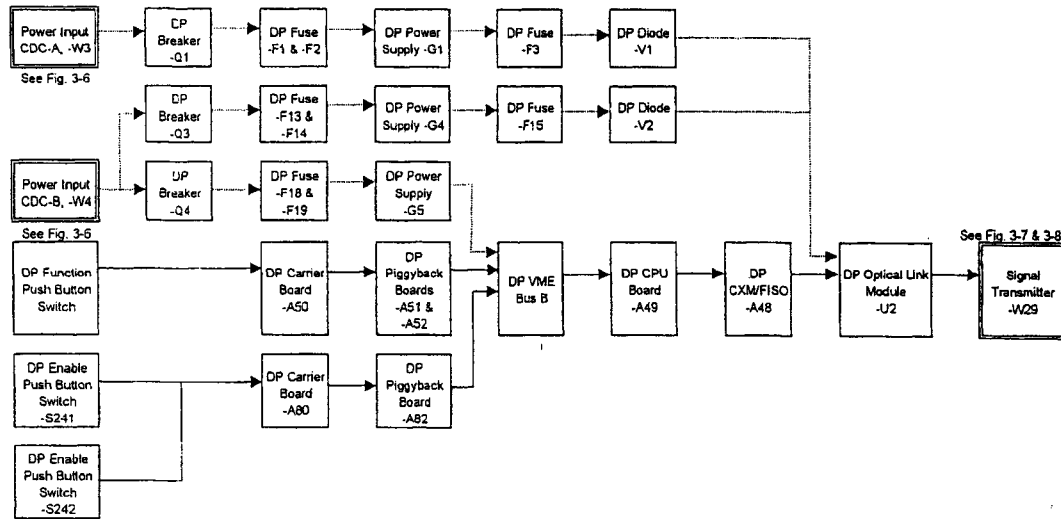 Power Input
CDC-A, -W3
See Fig. 3-6
DP
Breaker
-Q1
DP Fuse
-F1 & -F2
DP Power
Supply -G1
DP Fuse
-F3
DP Diode
-V1
DP
Breaker
-Q3
DP Fuse
-F13 &
-F14
DP Power
Supply -G4
DP Fuse
-F15
DP Diode
-V2
Power Input
CDC-B, -W4
See Fig. 3-6
DP
Breaker
-Q4
DP Fuse
-F18 &
-F19
DP Power
Supply
-G5
DP Function
Push Button
Switch
DP Carrier
Board
-A50
DP
Piggyback
Boards
-A51 &
-A52
DP VME
Bus B
DP CPU
Board
-A49
DP
CXM/FISO
-A48
DP Optical Link
Module
-U2
See Fig. 3-7 & 3-8
Signal
Transmitter
-W29
DP Enable
Push Button
Switch
-S241
DP Carrier
Board
-A80
DP
Piggyback
Board
-A82
DP Enable
Push Button
Switch
-S242